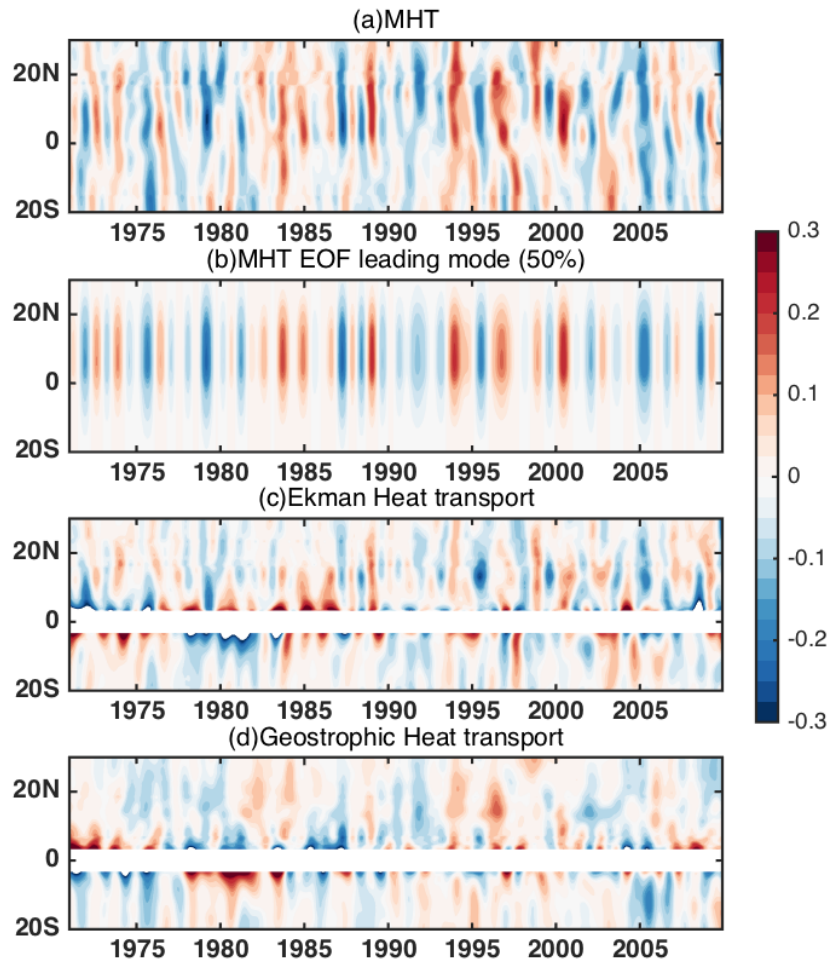 (a)MHT
20N
0
20S
1975 1980 1985 1990 1995 2000 2005
(b)MHT EOF leading mode (50%)
20N
0
20S
1975 1980 1985 1990 1995 2000 2005
(c)Ekman Heat transport
20N
0
20S
1975 1980 1985 1990 1995 2000 2005
(d)Geostrophic Heat transport
20N
0
20S
1975 1980 1985 1990 1995 2000 2005
0.3
0.2
0.1
0
-0.1
-0.2
-0.3